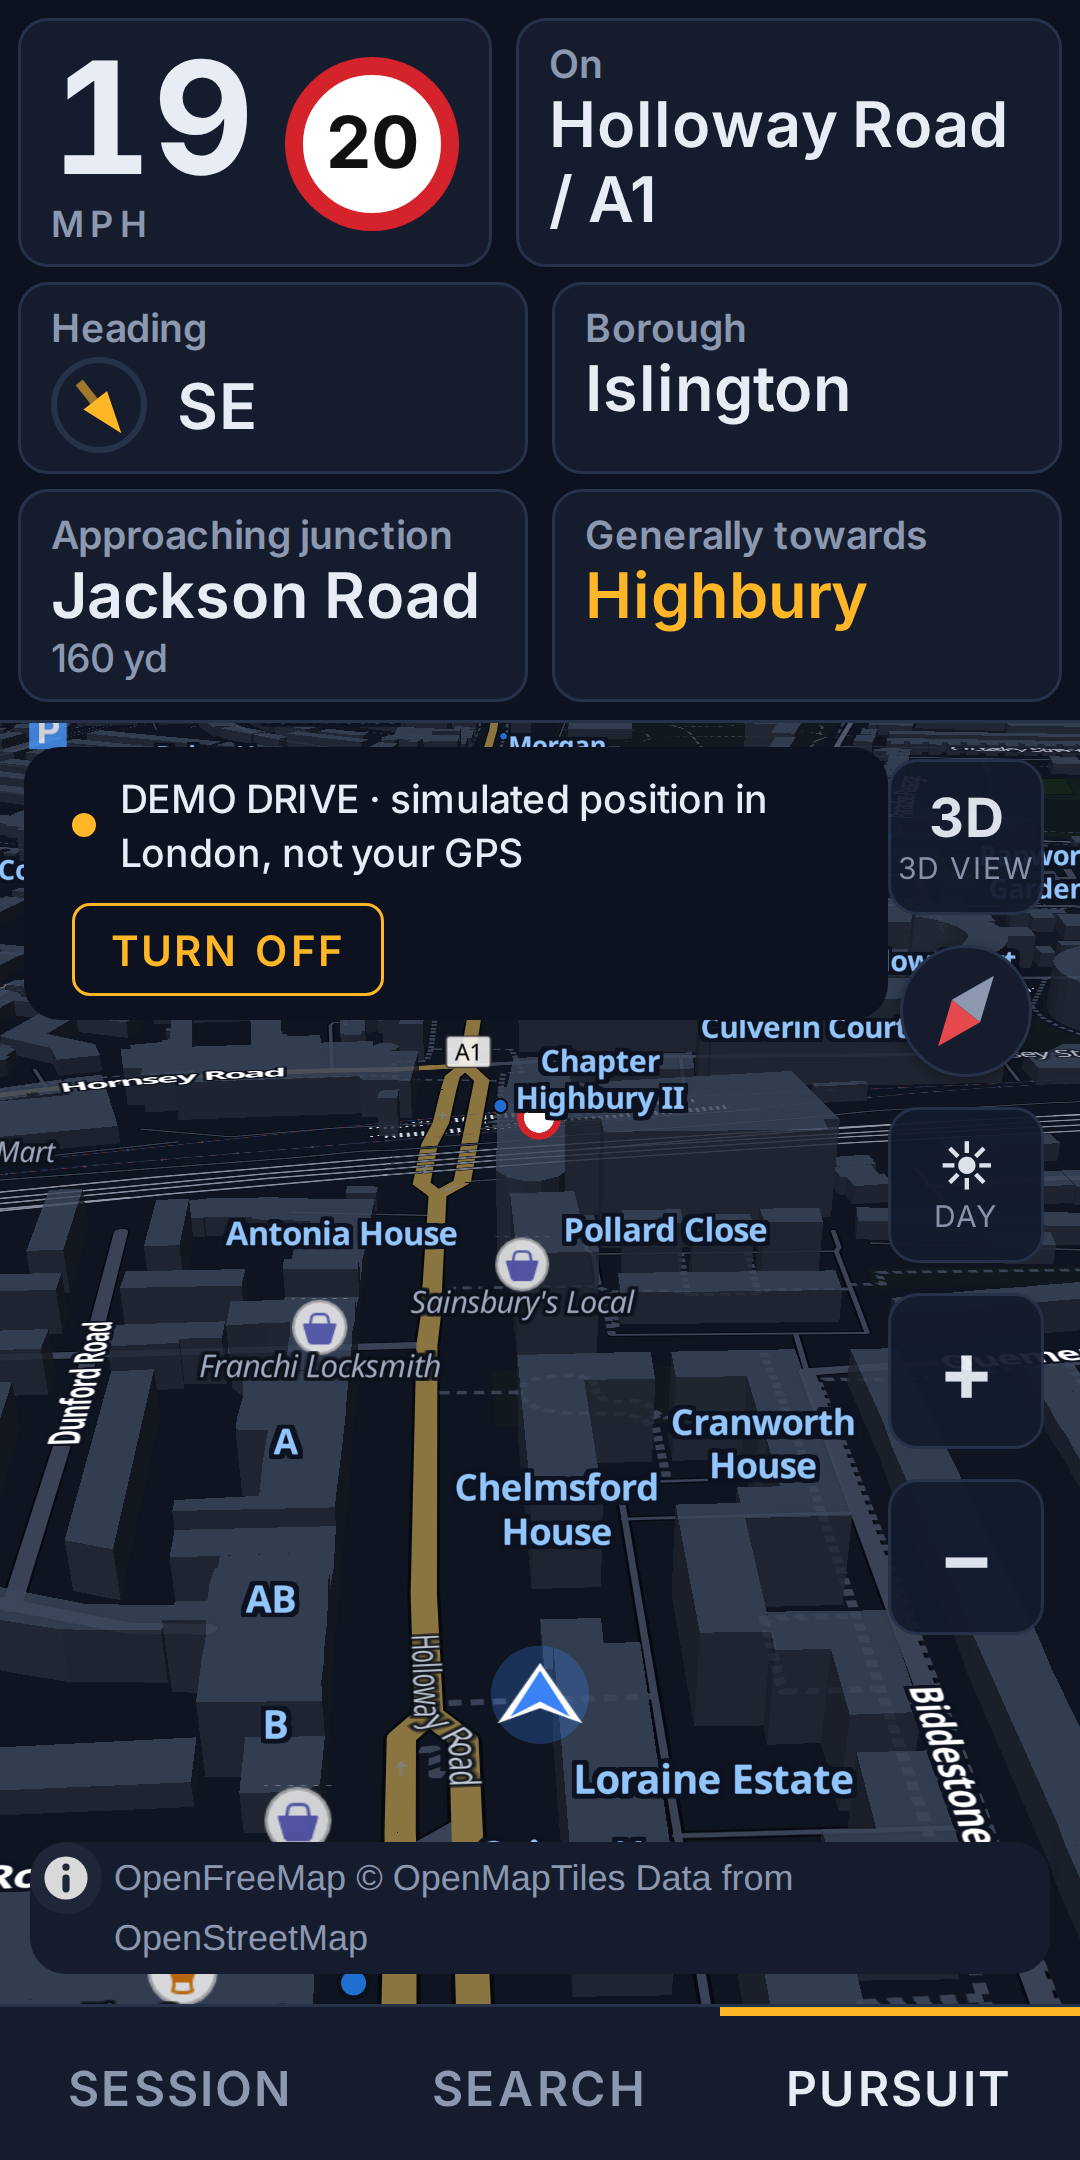 19
20
MPH
On
Holloway Road
/ A1
Heading
SE
Borough
Islington
Approaching junction
Jackson Road
160 yd
Generally towards
Highbury
P
Morgan
DEMO DRIVE · simulated position in
London, not your GPS
TURN OFF
3D
3D VIEW
Culverin Court
A1
Chapter
Highbury II
Hornsey Road
Mart
DAY
Antonia House
Pollard Close
Sainsbury's Local
Franchi Locksmith
Dunford Road
+
A
Cranworth
House
Chelmsford
House
−
AB
Holloway Road
B
Biddestone
Loraine Estate
OpenFreeMap © OpenMapTiles Data from
OpenStreetMap
SESSION
SEARCH
PURSUIT